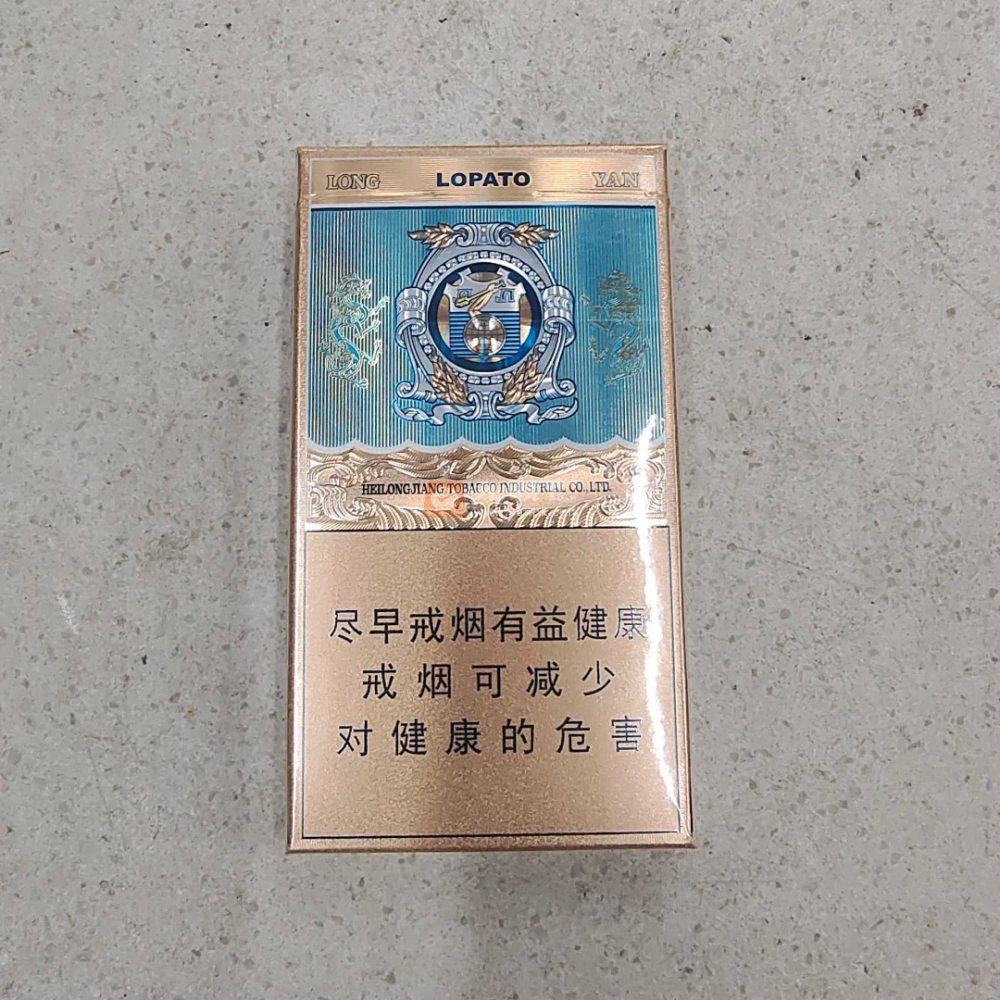 LONG LOPATO YAN
HEILONGJIANG TOBACCO INDUSTRIAL CO.,LTD.
尽早戒烟有益健康
戒烟可减少
对健康的危害